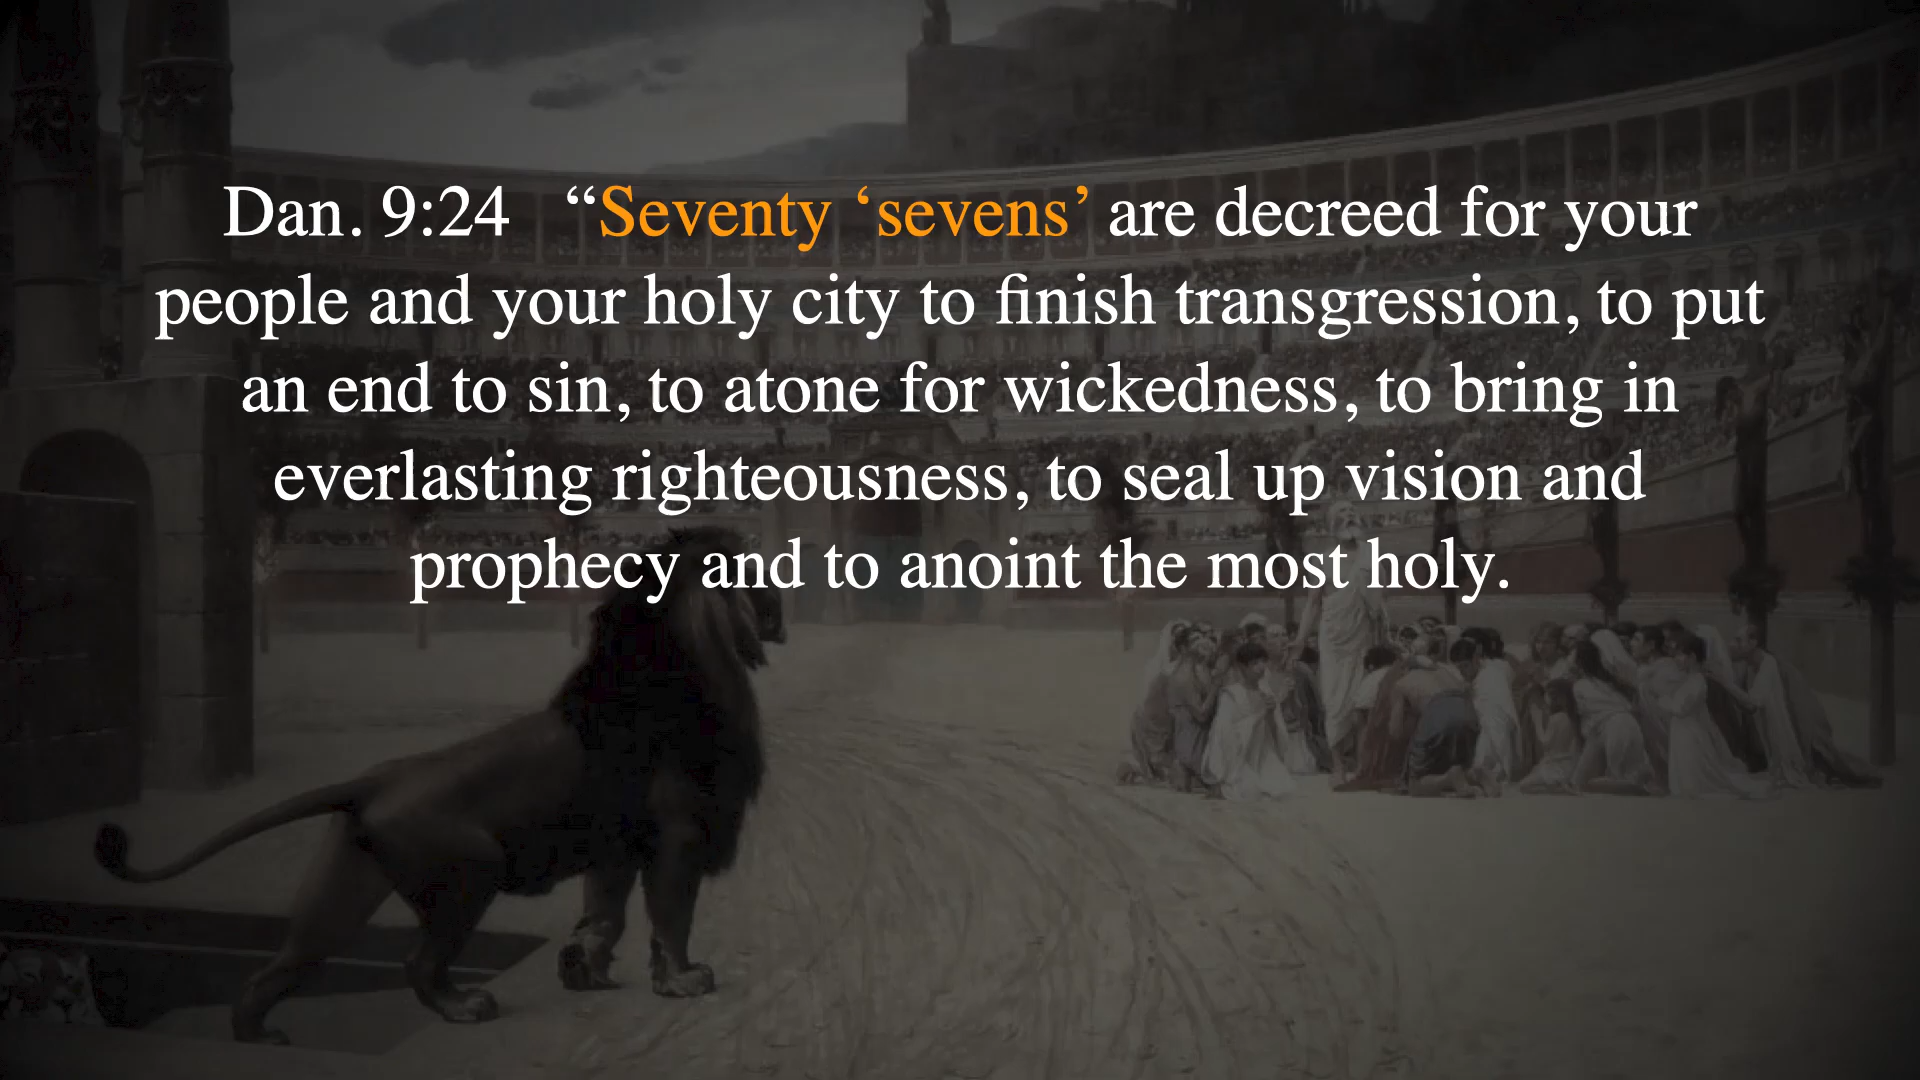 Dan. 9:24   “Seventy ‘sevens’ are decreed for your
people and your holy city to finish transgression, to put
an end to sin, to atone for wickedness, to bring in
everlasting righteousness, to seal up vision and
prophecy and to anoint the most holy.